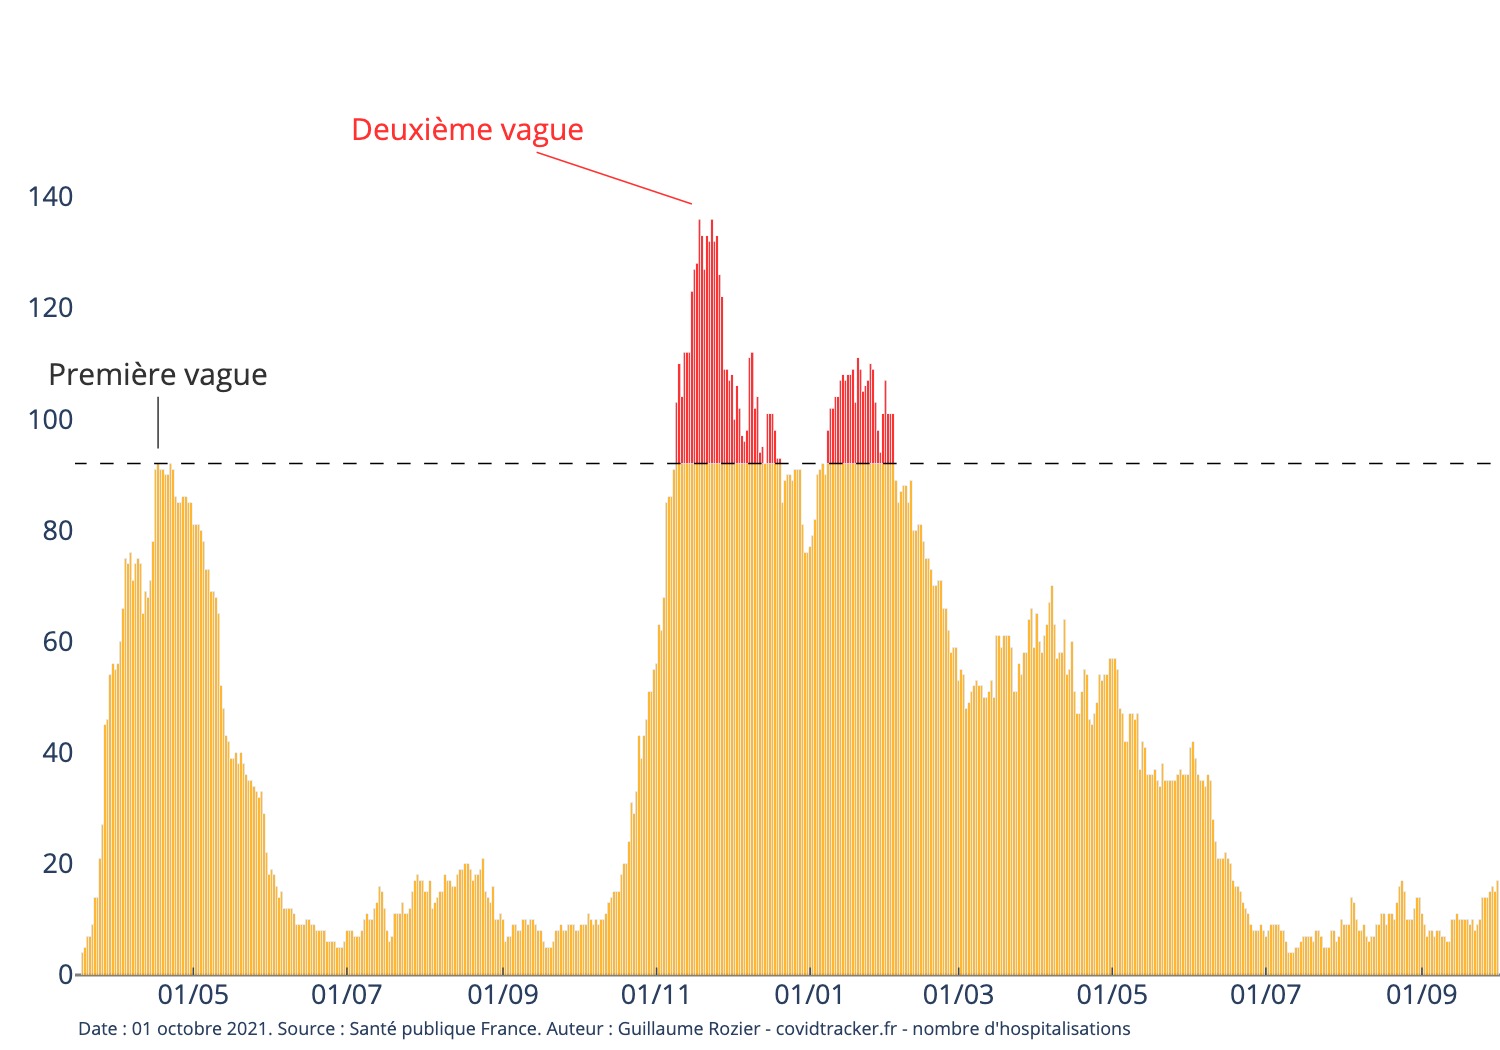 Deuxième vague
140
120
Première vague
100
80
60
40
20
0
01/05 01/07 01/09 01/11 01/01 01/03 01/05 01/07 01/09
Date : 01 octobre 2021. Source : Santé publique France. Auteur : Guillaume Rozier - covidtracker.fr - nombre d'hospitalisations